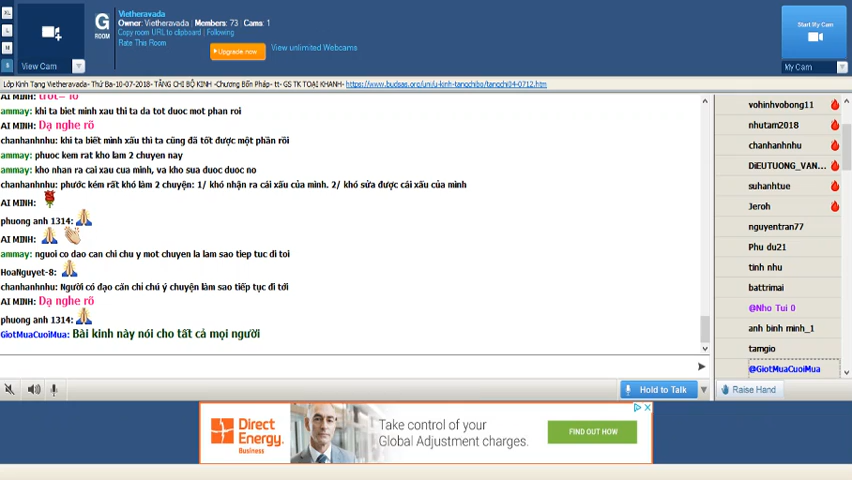 XL
L
M
S
View Cam
G
ROOM
Vietheravada
Owner: Vietheravada | Members: 73 | Cams: 1
Copy room URL to clipboard | Following
Rate This Room
Upgrade now
View unlimited Webcams
Start My Cam
My Cam
Lớp Kinh Tạng Vietheravada- Thứ Ba-10-07-2018- TĂNG CHI BỘ KINH -Chương Bốn Pháp- tt- GS TK TOẠI KHANH- https://www.budsas.org/uni/u-kinh-tangchibo/tangchi04-0712.htm
ammay: khi ta biet minh xau thi ta da tot duoc mot phan roi
AI MINH: Dạ nghe rõ
chanhanhnhu: khi ta biết mình xấu thì ta cũng đã tốt được một phần rồi
ammay: phuoc kem rat kho lam 2 chuyen nay
ammay: kho nhan ra cai xau cua minh, va kho sua duoc duoc no
chanhanhnhu: phước kém rất khó làm 2 chuyện: 1/ khó nhận ra cái xấu của mình. 2/ khó sửa được cái xấu của mình
AI MINH:
phuong anh 1314:
AI MINH:
ammay: nguoi co dao can chi chu y mot chuyen la lam sao tiep tuc di toi
HoaNguyet-8:
chanhanhnhu: Người có đạo cần chỉ chú ý chuyện làm sao tiếp tục đi tới
AI MINH: Dạ nghe rõ
phuong anh 1314:
GiotMuaCuoiMua: Bài kinh này nói cho tất cả mọi người
vohinhvobong11
nhutam2018
chanhanhnhu
DiEUTUONG_VAN...
suhanhtue
Jeroh
nguyentran77
Phu du21
tinh nhu
battrimai
@Nho Tui 0
anh binh minh_1
tamgio
@GiotMuaCuoiMua
Hold to Talk
Raise Hand
Direct Energy Business
Take control of your
Global Adjustment charges.
FIND OUT HOW